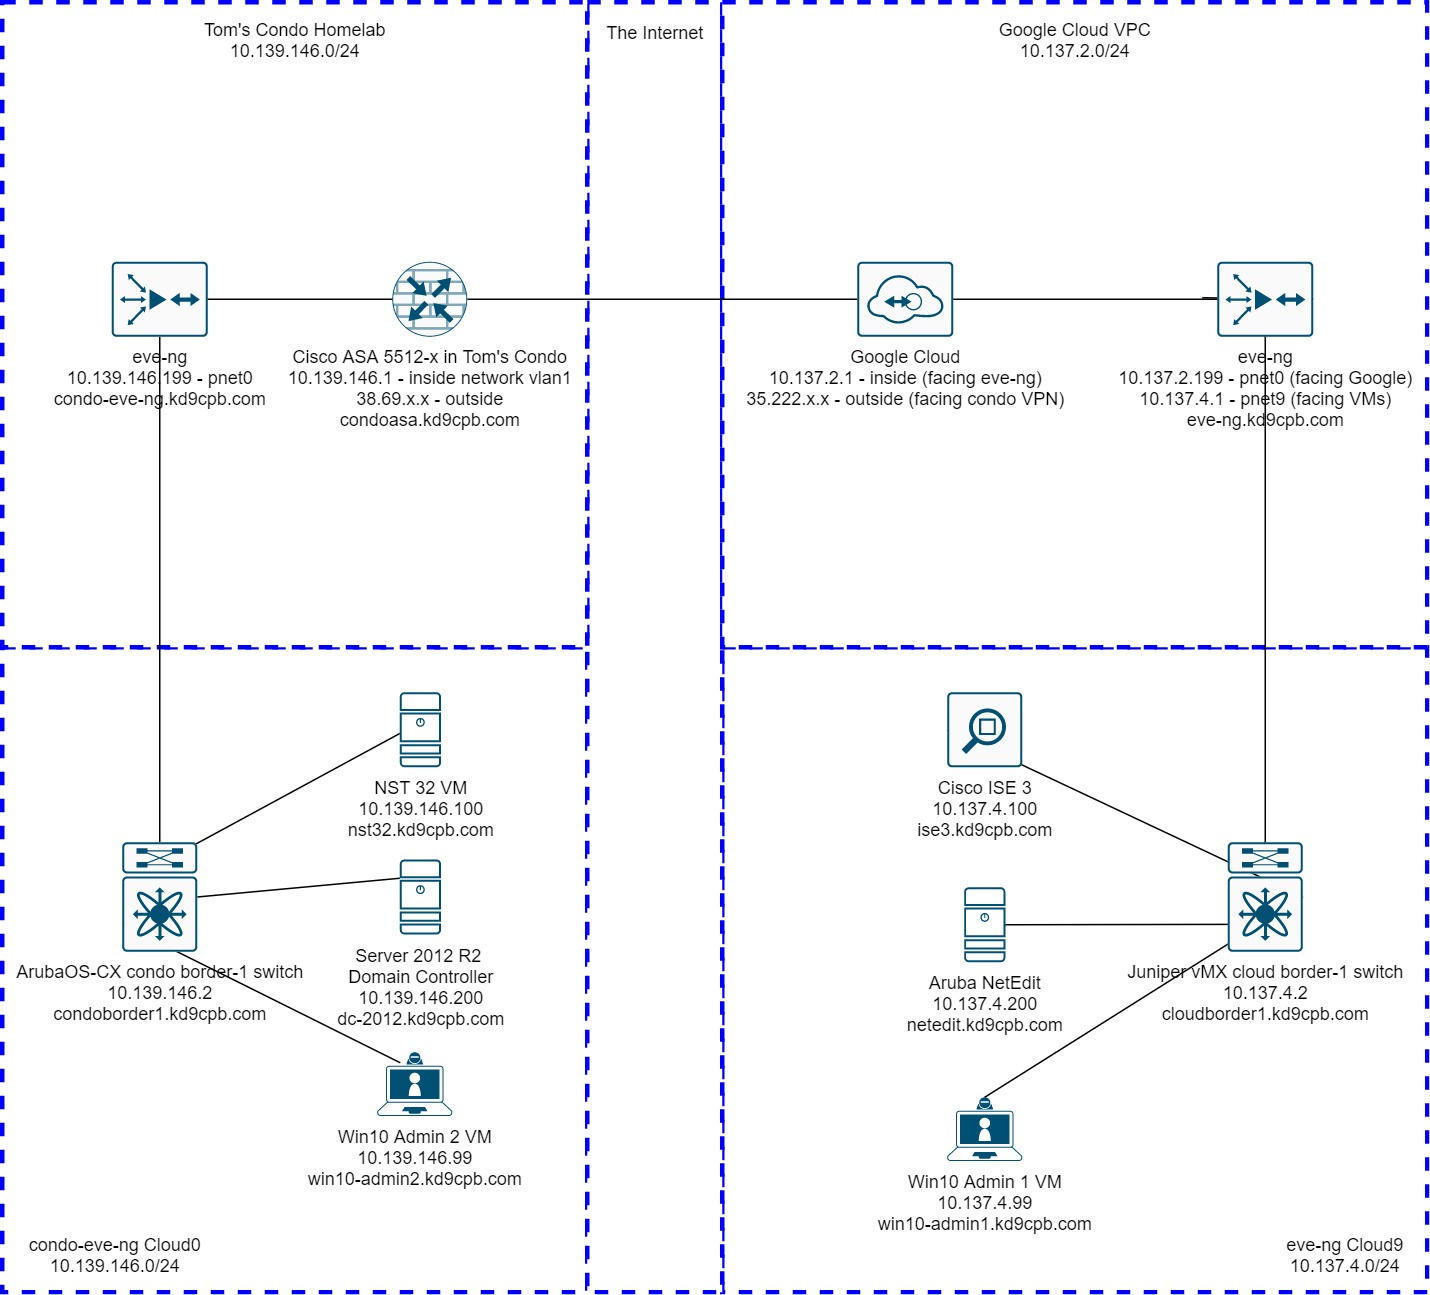 Tom's Condo Homelab
10.139.146.0/24
The Internet
Google Cloud VPC
10.137.2.0/24
eve-ng
10.139.146.199 - pnet0
condo-eve-ng.kd9cpb.com
Cisco ASA 5512-x in Tom's Condo
10.139.146.1 - inside network vlan1
38.69.x.x - outside
condoasa.kd9cpb.com
Google Cloud
10.137.2.1 - inside (facing eve-ng)
35.222.x.x - outside (facing condo VPN)
eve-ng
10.137.2.199 - pnet0 (facing Google)
10.137.4.1 - pnet9 (facing VMs)
eve-ng.kd9cpb.com
NST 32 VM
10.139.146.100
nst32.kd9cpb.com
Server 2012 R2
Domain Controller
10.139.146.200
dc-2012.kd9cpb.com
ArubaOS-CX condo border-1 switch
10.139.146.2
condoborder1.kd9cpb.com
Win10 Admin 2 VM
10.139.146.99
win10-admin2.kd9cpb.com
condo-eve-ng Cloud0
10.139.146.0/24
Cisco ISE 3
10.137.4.100
ise3.kd9cpb.com
Aruba NetEdit
10.137.4.200
netedit.kd9cpb.com
Juniper vMX cloud border-1 switch
10.137.4.2
cloudborder1.kd9cpb.com
Win10 Admin 1 VM
10.137.4.99
win10-admin1.kd9cpb.com
eve-ng Cloud9
10.137.4.0/24